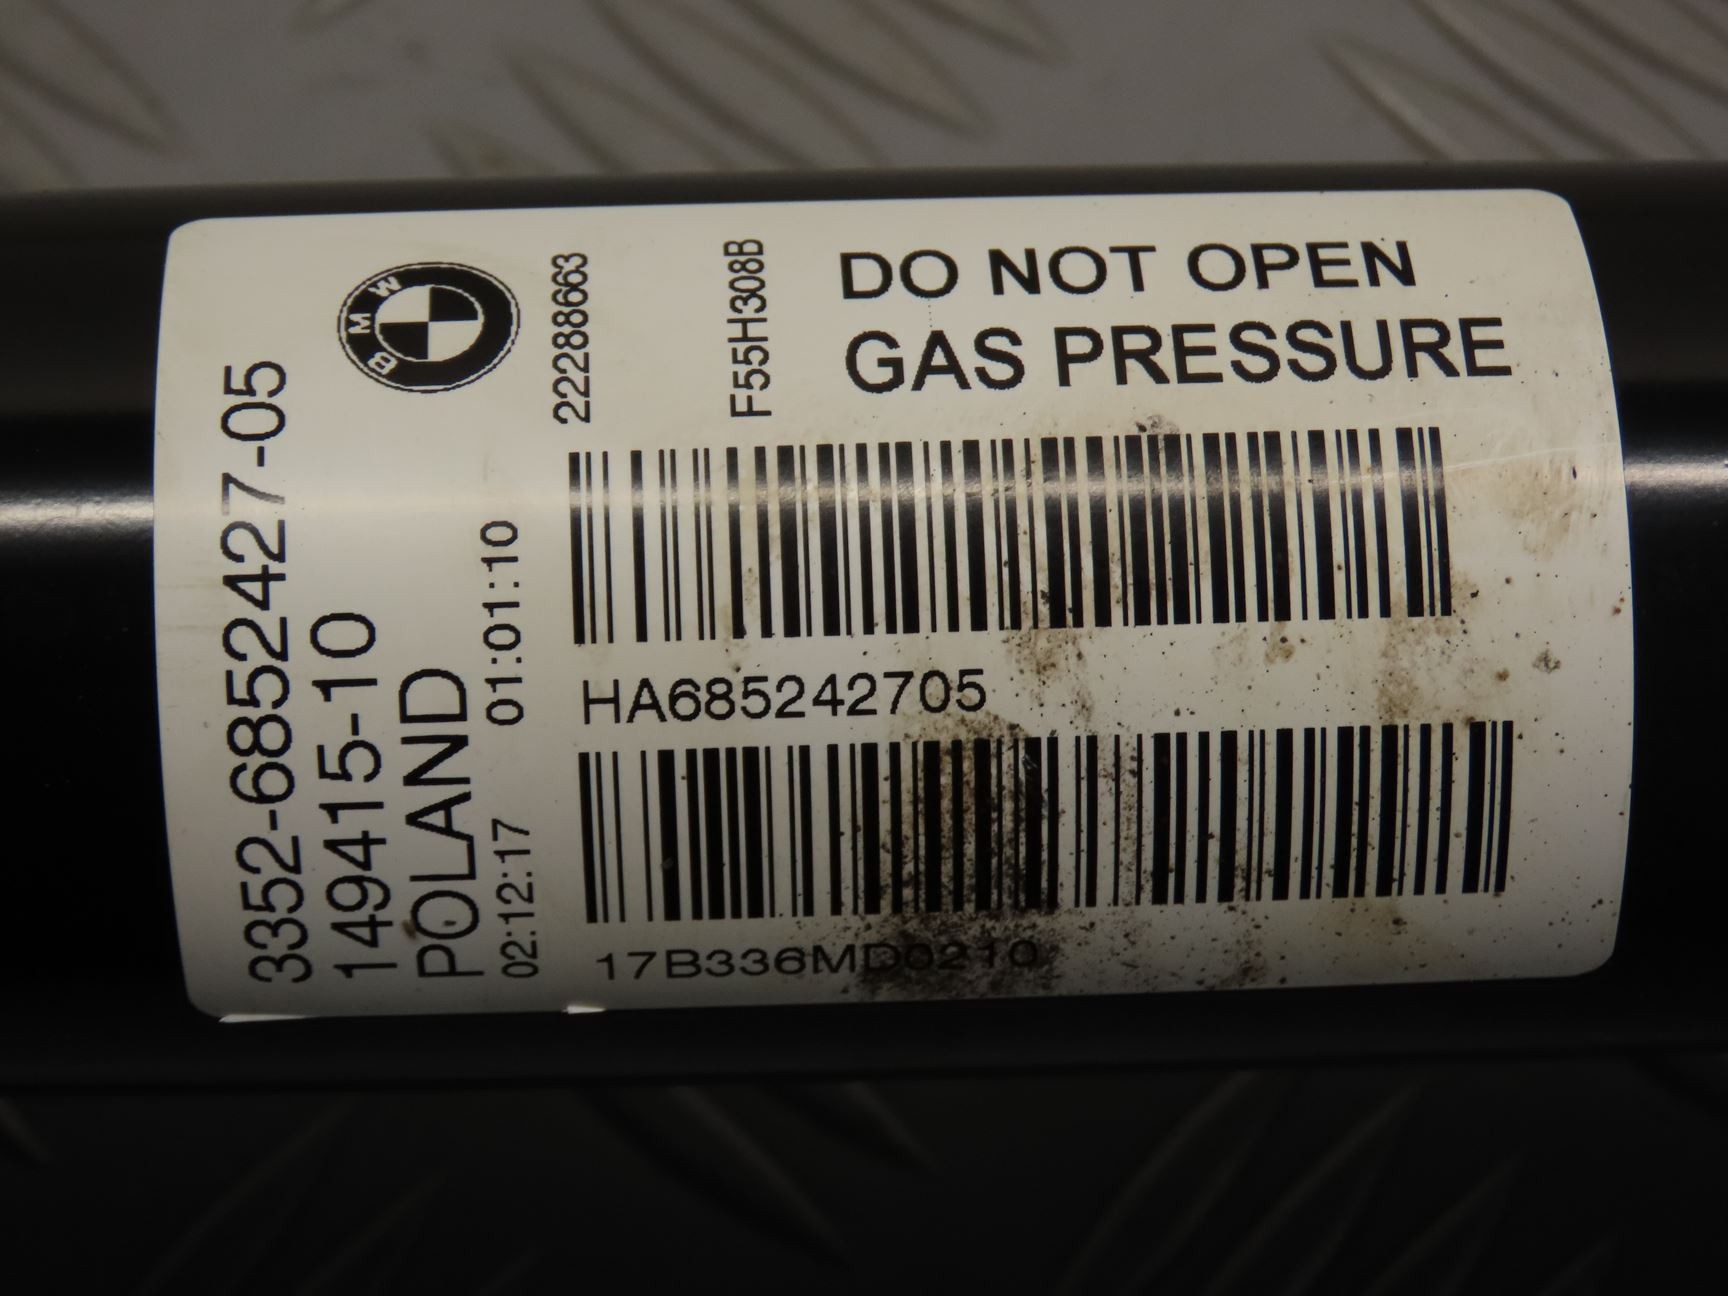 3352-6852427-05
149415-10
POLAND
02:12:17 01:01:10
BMW
22288663
F55H308B
DO NOT OPEN
GAS PRESSURE
HA685242705
17B336MD0210